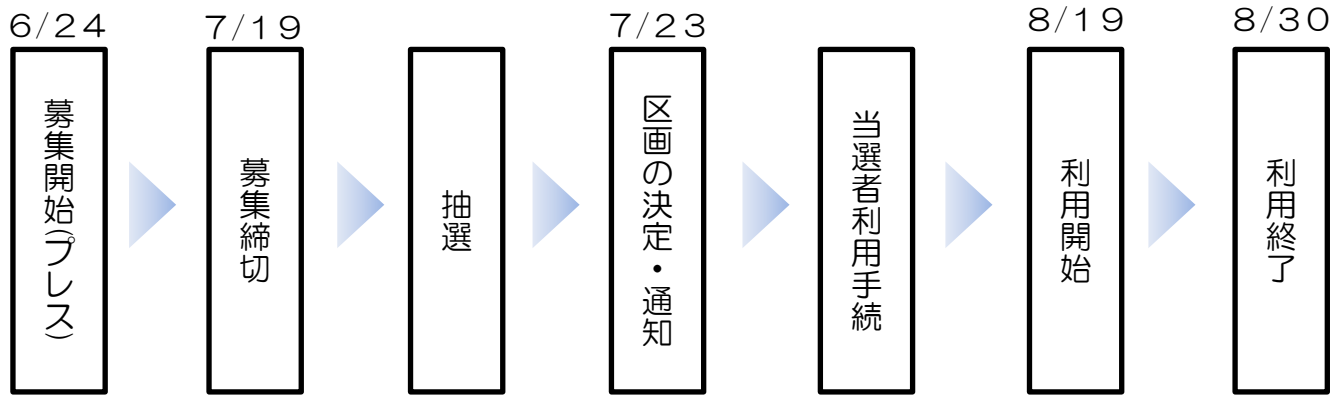 6/24
募集開始(プレス)
7/19
募集締切
抽選
7/23
区画の決定・通知
当選者利用手続
8/19
利用開始
8/30
利用終了